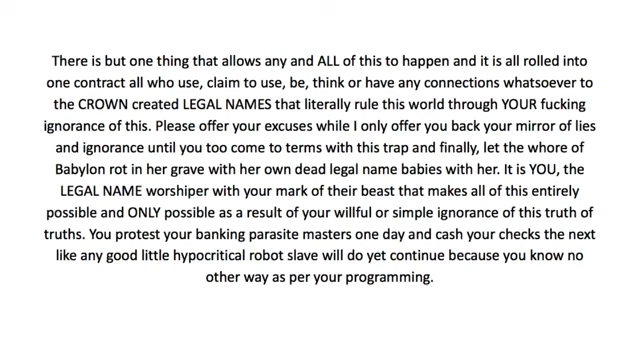 There is but one thing that allows any and ALL of this to happen and it is all rolled into
one contract all who use, claim to use, be, think or have any connections whatsoever to
the CROWN created LEGAL NAMES that literally rule this world through YOUR fucking
ignorance of this. Please offer your excuses while I only offer you back your mirror of lies
and ignorance until you too come to terms with this trap and finally, let the whore of
Babylon rot in her grave with her own dead legal name babies with her. It is YOU, the
LEGAL NAME worshiper with your mark of their beast that makes all of this entirely
possible and ONLY possible as a result of your willful or simple ignorance of this truth of
truths. You protest your banking parasite masters one day and cash your checks the next
like any good little hypocritical robot slave will do yet continue because you know no
other way as per your programming.